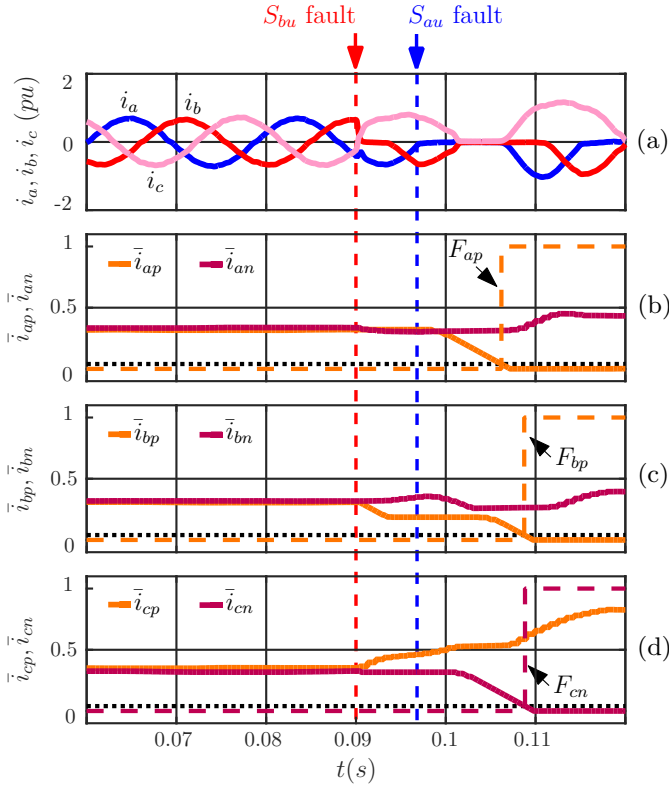 S_bu fault S_au fault
i_a, i_b, i_c (pu)
2
0
-2
i_a
i_b
i_c
(a)
ī_ap, ī_an
1
0.5
0
ī_ap ī_an
F_ap
(b)
ī_bp, ī_bn
1
0.5
0
ī_bp ī_bn
F_bp
(c)
ī_cp, ī_cn
1
0.5
0
ī_cp ī_cn
F_cn
(d)
0.07 0.08 0.09 0.1 0.11
t(s)